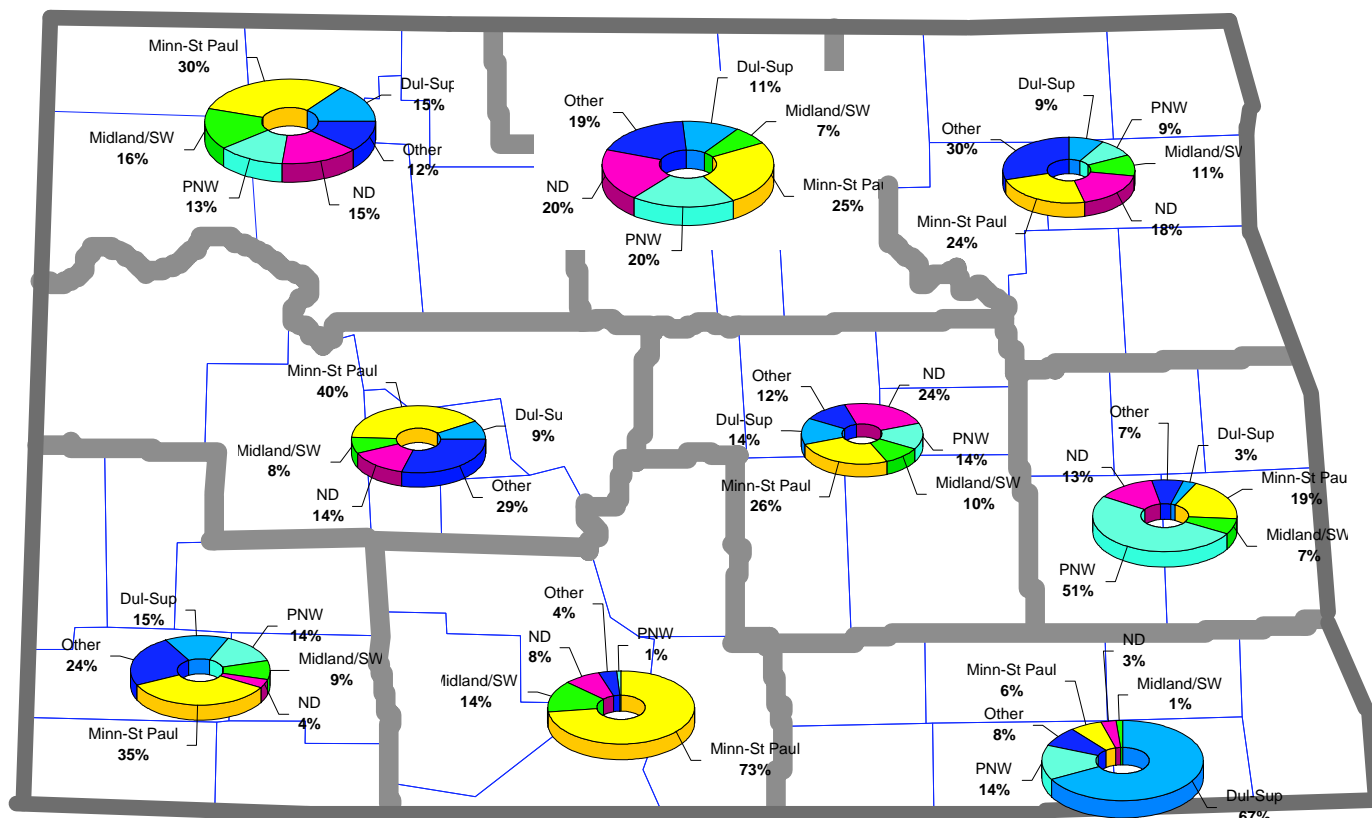 Minn-St Paul
30%
Dul-Sup
15%
Midland/SW
16%
Other
12%
PNW
13%
ND
15%
Dul-Sup
11%
Other
19%
Midland/SW
7%
ND
20%
Minn-St Pau
25%
PNW
20%
Dul-Sup
9%
PNW
9%
Other
30%
Midland/SW
11%
Minn-St Paul
24%
ND
18%
Minn-St Paul
40%
Dul-Su
9%
Midland/SW
8%
ND
14%
Other
29%
Other
12%
ND
24%
Dul-Sup
14%
PNW
14%
Minn-St Paul
26%
Midland/SW
10%
Other
7%
Dul-Sup
3%
ND
13%
Minn-St Pau
19%
Midland/SW
7%
PNW
51%
Dul-Sup
15%
PNW
14%
Other
24%
Midland/SW
9%
ND
4%
Minn-St Paul
35%
Other
4%
PNW
1%
ND
8%
Midland/SW
14%
Minn-St Paul
73%
ND
3%
Minn-St Paul
6%
Midland/SW
1%
Other
8%
PNW
14%
Dul-Sup
67%